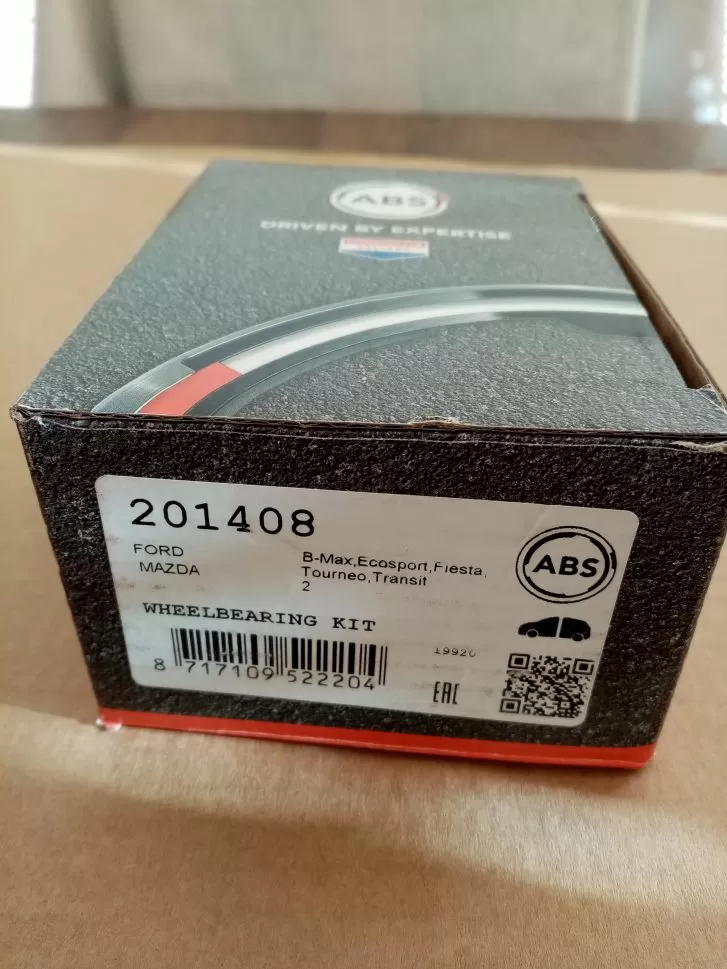 ABS
DRIVEN BY EXPERTISE
201408
FORD B-Max,Ecosport,Fiesta,
MAZDA Tourneo,Transit
2
ABS
WHEELBEARING KIT
19920
8 717109 522204
EAC